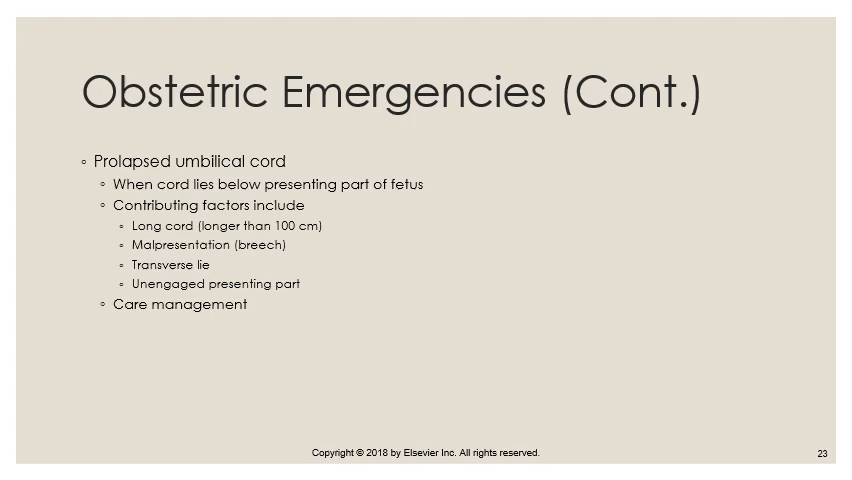 Obstetric Emergencies (Cont.)
◦ Prolapsed umbilical cord
◦ When cord lies below presenting part of fetus
◦ Contributing factors include
◦ Long cord (longer than 100 cm)
◦ Malpresentation (breech)
◦ Transverse lie
◦ Unengaged presenting part
◦ Care management
Copyright © 2018 by Elsevier Inc. All rights reserved.
23